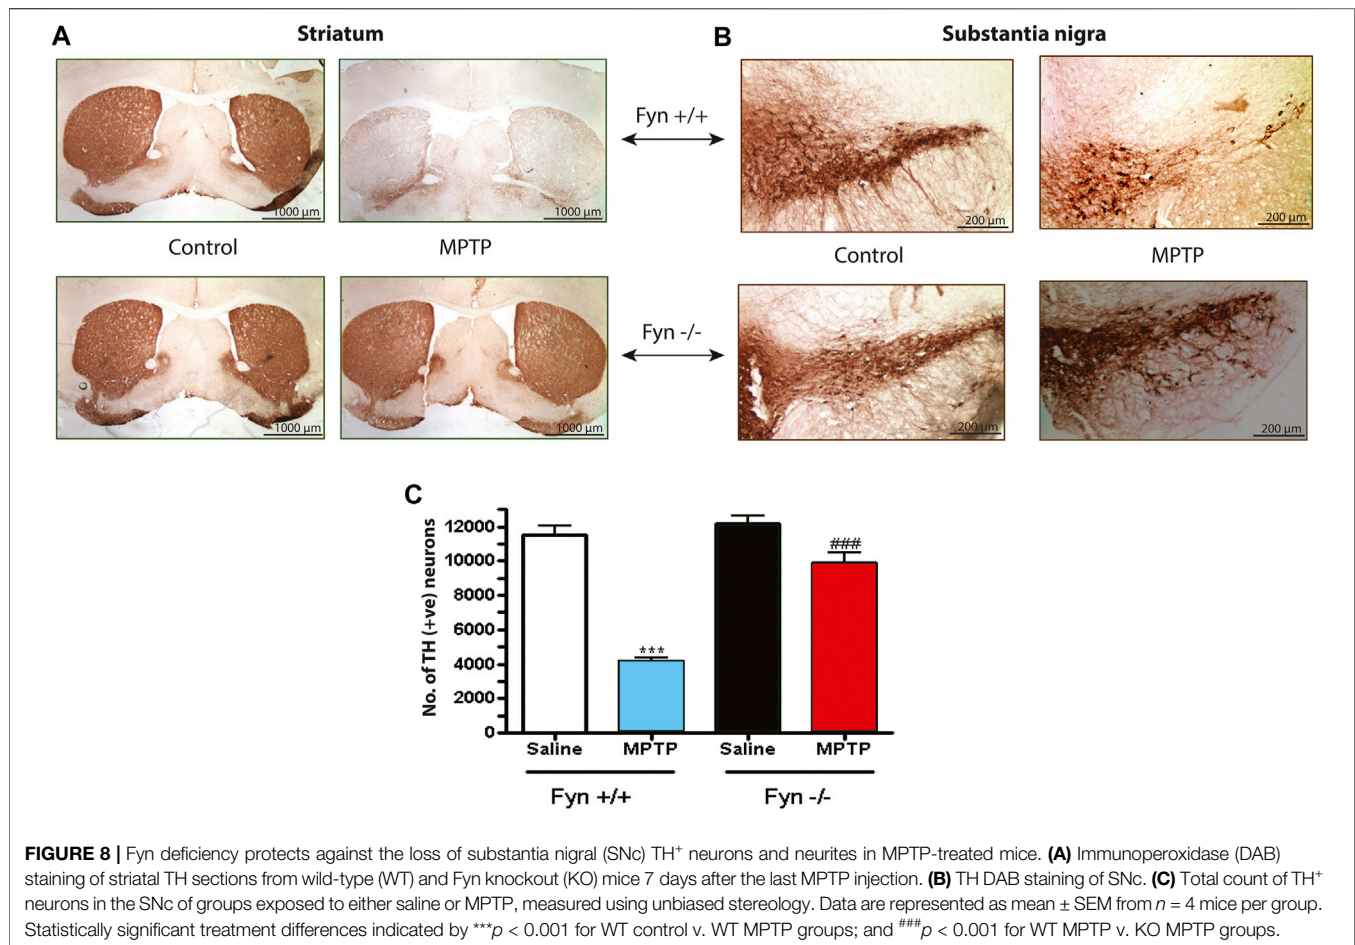 A
Striatum
B
Substantia nigra
Fyn +/+
1000 µm
1000 µm
200 µm
200 µm
Control
MPTP
Control
MPTP
Fyn -/-
1000 µm
1000 µm
200 µm
200 µm
C
No. of TH (+ve) neurons
12000
10000
8000
6000
4000
2000
0
***
###
Saline
MPTP
Saline
MPTP
Fyn +/+
Fyn -/-
FIGURE 8 | Fyn deficiency protects against the loss of substantia nigral (SNc) TH⁺ neurons and neurites in MPTP-treated mice. (A) Immunoperoxidase (DAB)
staining of striatal TH sections from wild-type (WT) and Fyn knockout (KO) mice 7 days after the last MPTP injection. (B) TH DAB staining of SNc. (C) Total count of TH⁺
neurons in the SNc of groups exposed to either saline or MPTP, measured using unbiased stereology. Data are represented as mean ± SEM from n = 4 mice per group.
Statistically significant treatment differences indicated by ***p < 0.001 for WT control v. WT MPTP groups; and ###p < 0.001 for WT MPTP v. KO MPTP groups.